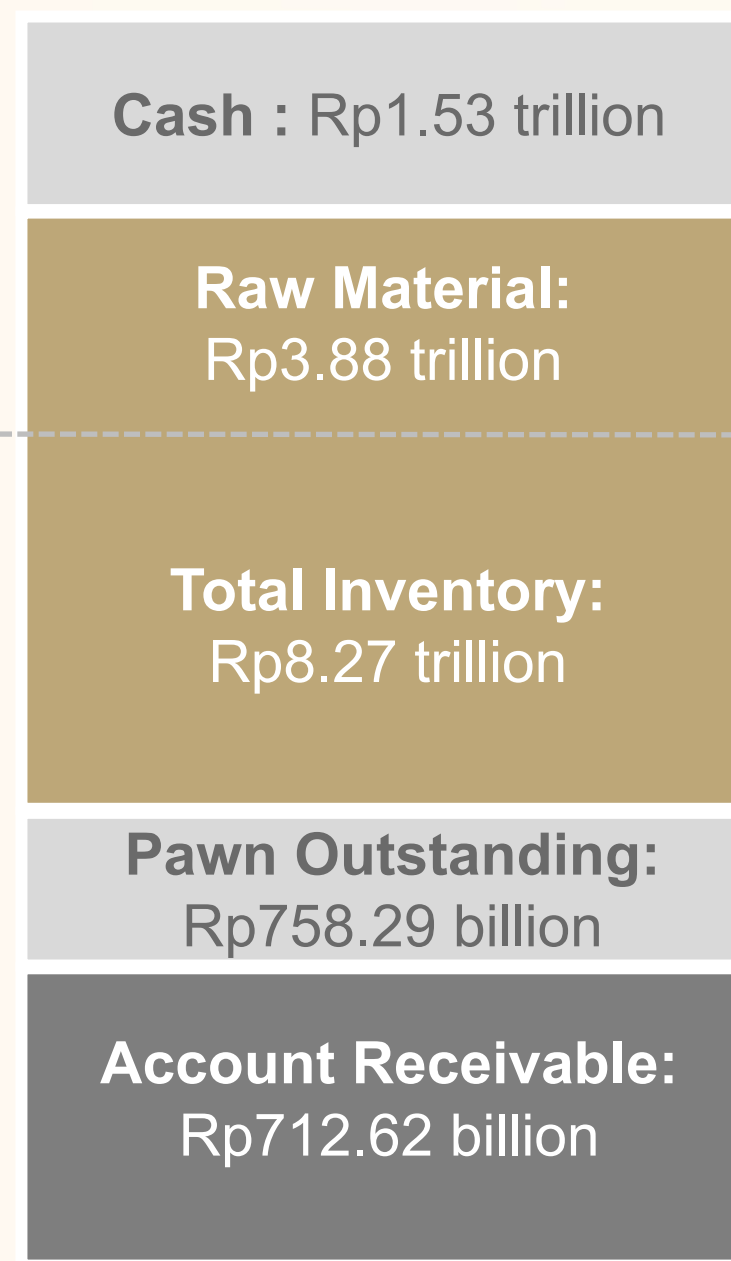 Cash : Rp1.53 trillion
Raw Material:
Rp3.88 trillion
Total Inventory:
Rp8.27 trillion
Pawn Outstanding:
Rp758.29 billion
Account Receivable:
Rp712.62 billion